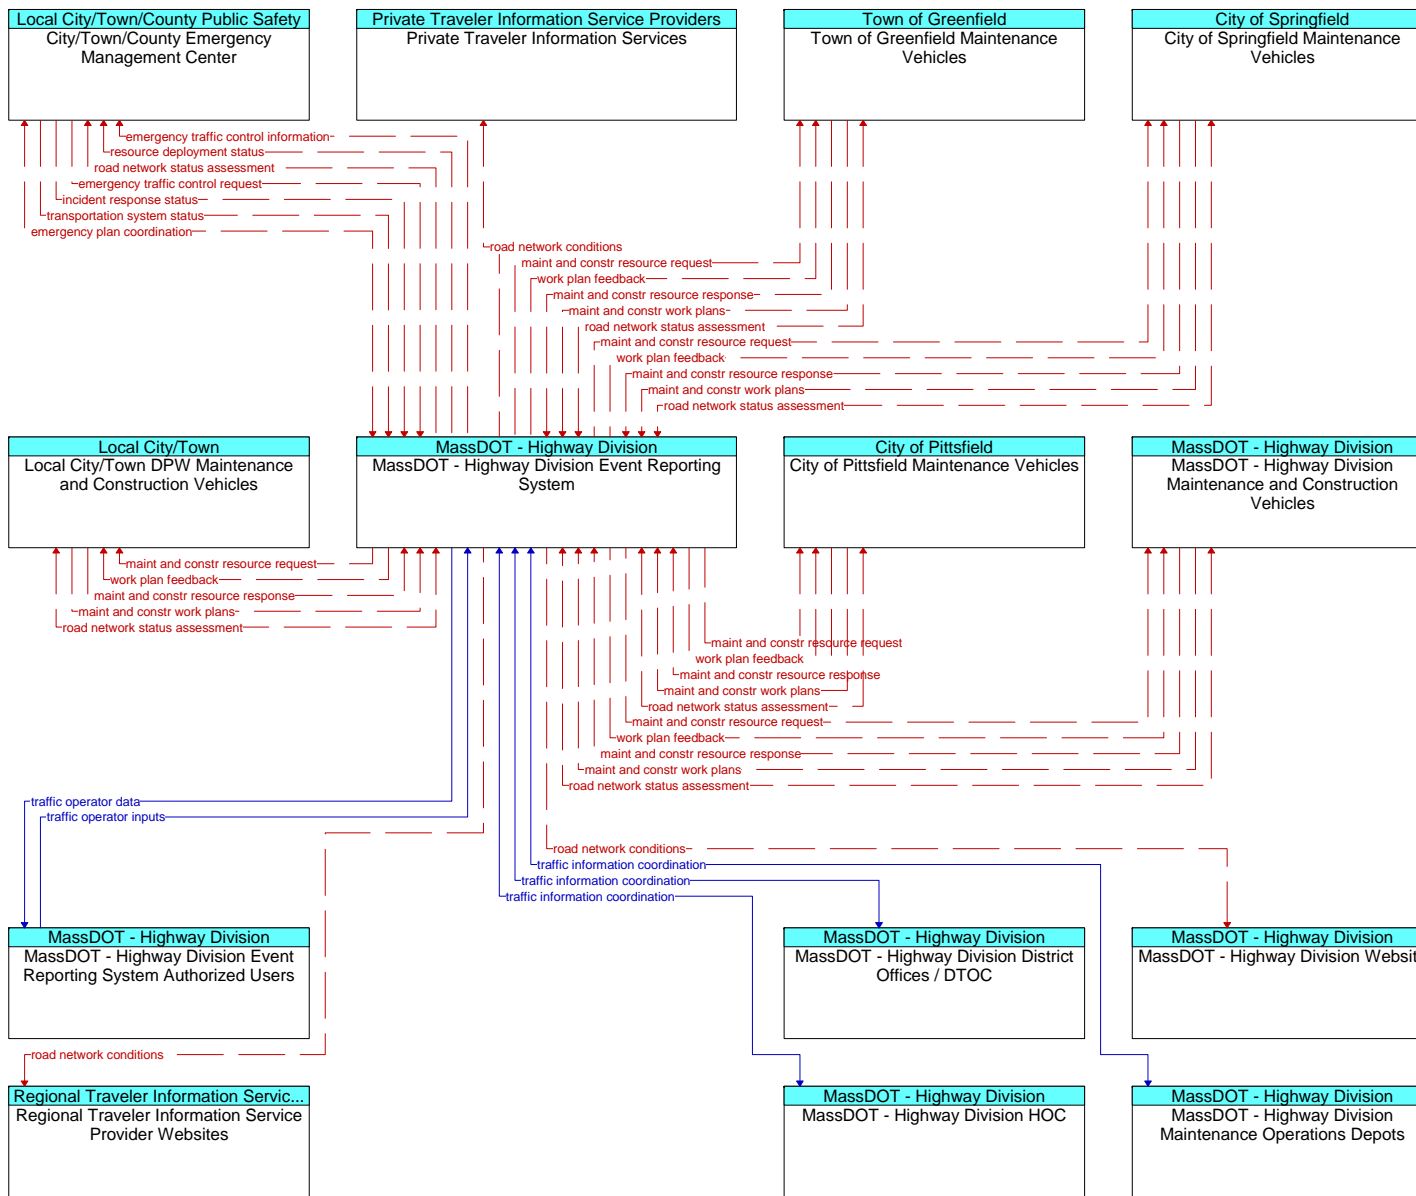 Local City/Town/County Public Safety
City/Town/County Emergency
Management Center
Private Traveler Information Service Providers
Private Traveler Information Services
Town of Greenfield
Town of Greenfield Maintenance
Vehicles
City of Springfield
City of Springfield Maintenance
Vehicles
emergency traffic control information
resource deployment status
road network status assessment
emergency traffic control request
incident response status
transportation system status
emergency plan coordination
road network conditions
maint and constr resource request
work plan feedback
maint and constr resource response
maint and constr work plans
road network status assessment
maint and constr resource request
work plan feedback
maint and constr resource response
maint and constr work plans
road network status assessment
Local City/Town
Local City/Town DPW Maintenance
and Construction Vehicles
MassDOT - Highway Division
MassDOT - Highway Division Event Reporting
System
City of Pittsfield
City of Pittsfield Maintenance Vehicles
MassDOT - Highway Division
MassDOT - Highway Division
Maintenance and Construction
Vehicles
maint and constr resource request
work plan feedback
maint and constr resource response
maint and constr work plans
road network status assessment
maint and constr resource request
work plan feedback
maint and constr resource response
maint and constr work plans
road network status assessment
maint and constr resource request
work plan feedback
maint and constr resource response
maint and constr work plans
road network status assessment
traffic operator data
traffic operator inputs
road network conditions
traffic information coordination
traffic information coordination
traffic information coordination
MassDOT - Highway Division
MassDOT - Highway Division Event
Reporting System Authorized Users
MassDOT - Highway Division
MassDOT - Highway Division District
Offices / DTOC
MassDOT - Highway Division
MassDOT - Highway Division Websit
road network conditions
Regional Traveler Information Servic...
Regional Traveler Information Service
Provider Websites
MassDOT - Highway Division
MassDOT - Highway Division HOC
MassDOT - Highway Division
MassDOT - Highway Division
Maintenance Operations Depots